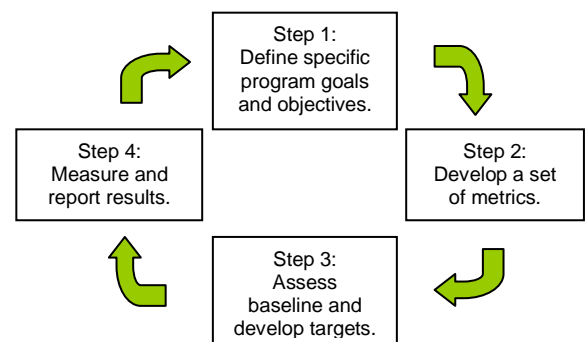 Step 1:
Define specific
program goals
and objectives.
Step 2:
Develop a set
of metrics.
Step 3:
Assess
baseline and
develop targets.
Step 4:
Measure and
report results.